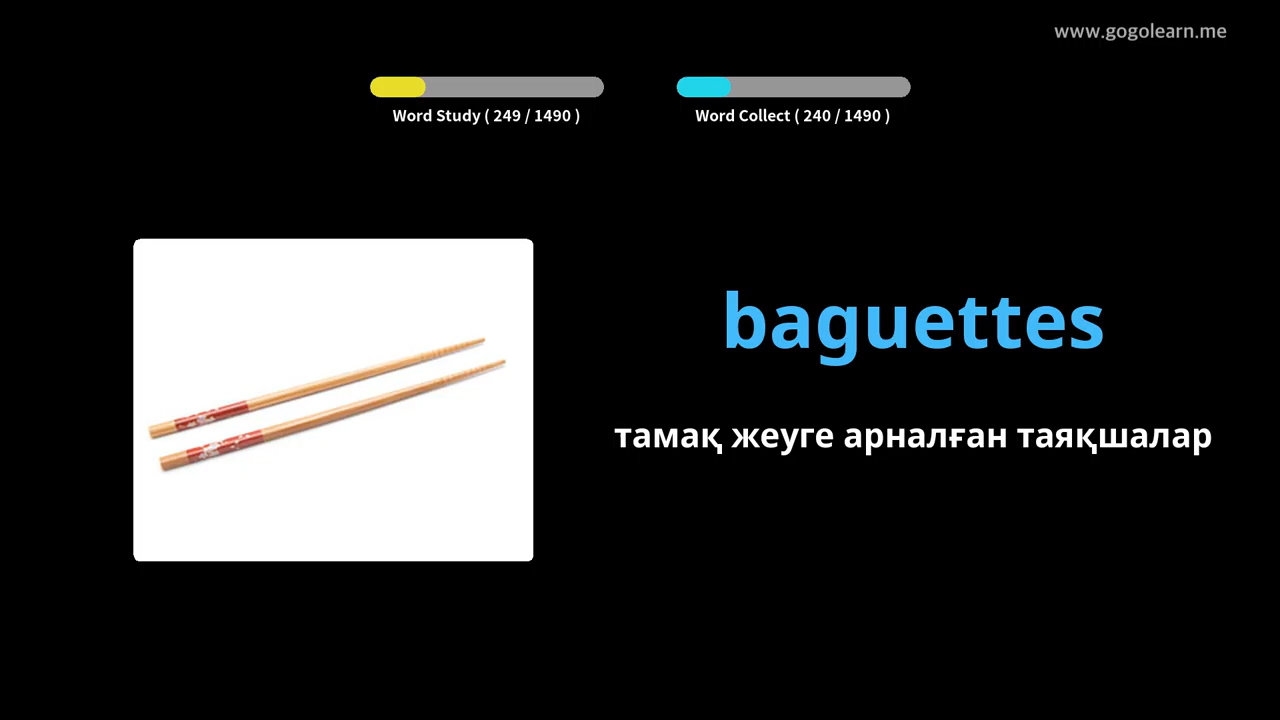 www.gogolearn.me
Word Study ( 249 / 1490 )
Word Collect ( 240 / 1490 )
baguettes
тамақ жеуге арналған таяқшалар